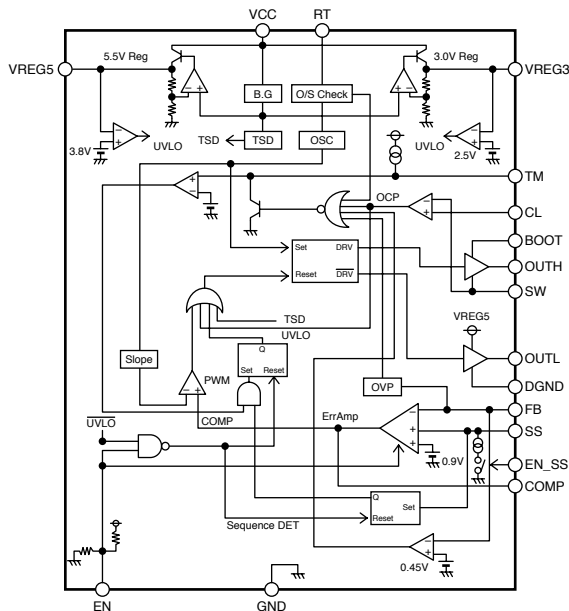 VCC RT
5.5V Reg 3.0V Reg
VREG5 VREG3
B.G O/S Check
TSD TSD OSC
UVLO UVLO
3.8V 2.5V
TM
OCP
CL
BOOT
Set DRV
OUTH
Reset DRV
SW
TSD
VREG5
UVLO
Slope Q OUTL
Set Reset
PWM OVP DGND
COMP ErrAmp FB
UVLO SS
0.9V EN_SS
Q COMP
Set
Reset
Sequence DET
0.45V
EN GND